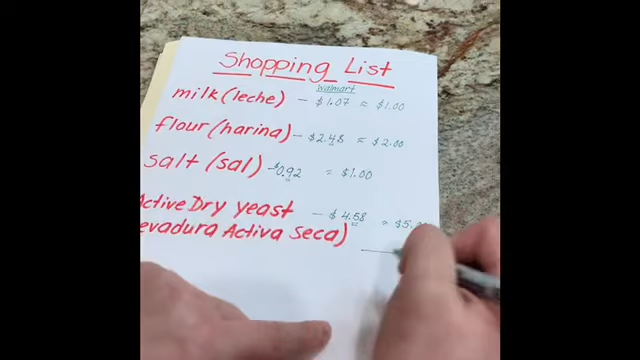 Shopping List
Walmart
milk (leche) - $1.07 ≈ $1.00
flour (harina) - $2.48 ≈ $2.00
salt (sal) - $0.92 ≈ $1.00
Active Dry yeast - $4.58 ≈ $5.
evadura Activa Seca)